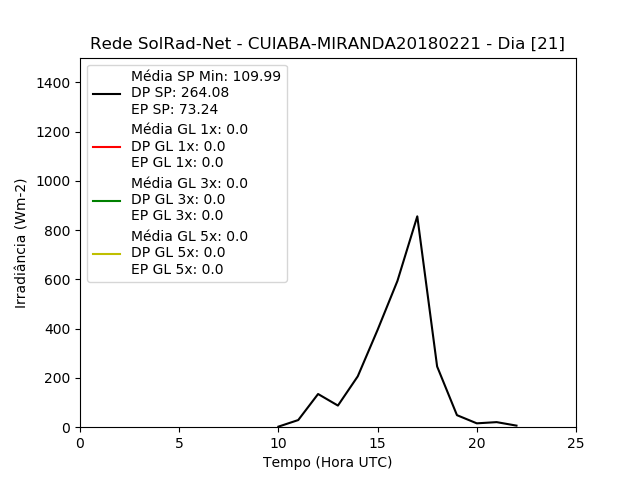 Rede SolRad-Net - CUIABA-MIRANDA20180221 - Dia [21]
Média SP Min: 109.99
DP SP: 264.08
EP SP: 73.24
Média GL 1x: 0.0
DP GL 1x: 0.0
EP GL 1x: 0.0
Média GL 3x: 0.0
DP GL 3x: 0.0
EP GL 3x: 0.0
Média GL 5x: 0.0
DP GL 5x: 0.0
EP GL 5x: 0.0
Irradiância (Wm-2)
1400
1200
1000
800
600
400
200
0
0 5 10 15 20 25
Tempo (Hora UTC)